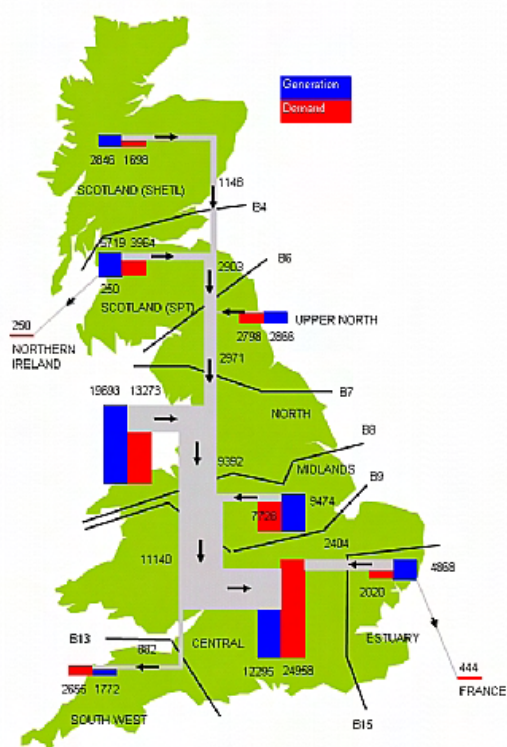 Generation
Demand
2846 1698
SCOTLAND (SHETL)
1148
B4
5719 3964
2903
B6
250
SCOTLAND (SPT)
250
NORTHERN
IRELAND
UPPER NORTH
2798 2866
2971
B7
19693 13273
NORTH
B8
9392
MIDLANDS
B9
7726
9474
2404
11140
4868
2020
B13
882
CENTRAL
ESTUARY
2655 1772
12295 24958
444
FRANCE
SOUTH WEST
B15